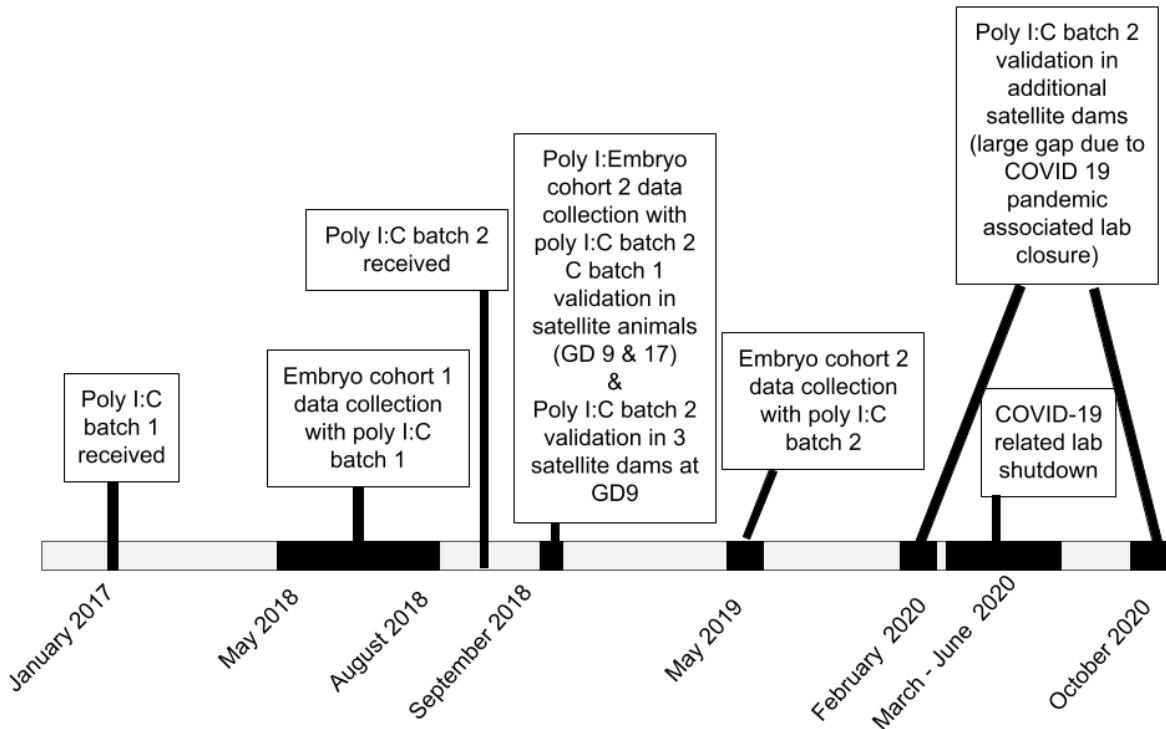 Poly I:C
batch 1
received
Embryo cohort 1
data collection
with poly I:C
batch 1
Poly I:C batch 2
received
Poly I:Embryo
cohort 2 data
collection with
poly I:C batch 2
C batch 1
validation in
satellite animals
(GD 9 & 17)
&
Poly I:C batch 2
validation in 3
satellite dams at
GD9
Embryo cohort 2
data collection
with poly I:C
batch 2
Poly I:C batch 2
validation in
additional
satellite dams
(large gap due to
COVID 19
pandemic
associated lab
closure)
COVID-19
related lab
shutdown
January 2017
May 2018
August 2018
September 2018
May 2019
February 2020
March - June 2020
October 2020